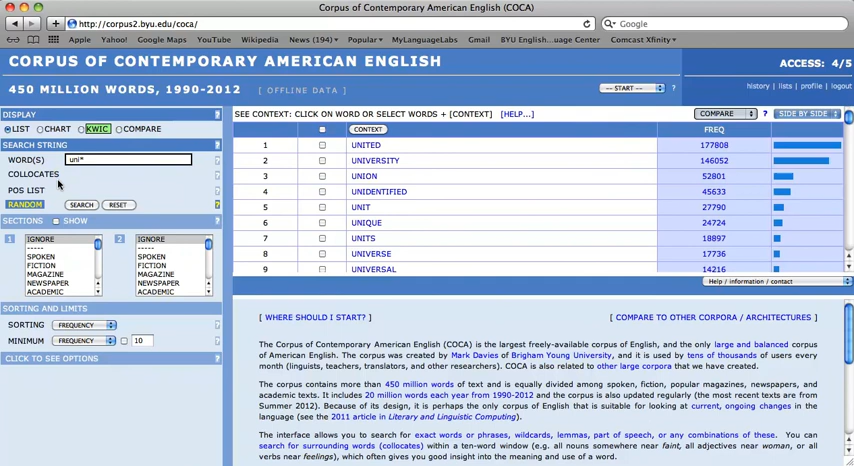 Corpus of Contemporary American English (COCA)
http://corpus2.byu.edu/coca/
Google
Apple Yahoo! Google Maps YouTube Wikipedia News (194) Popular MyLanguageLabs Gmail BYU English...uage Center Comcast Xfinity
CORPUS OF CONTEMPORARY AMERICAN ENGLISH
ACCESS: 4/5
450 MILLION WORDS, 1990-2012 [ OFFLINE DATA ]
-- START -- ?
history | lists | profile | logout
DISPLAY ?
LIST CHART KWIC COMPARE ?
SEARCH STRING ?
WORD(S) uni* ?
COLLOCATES ?
POS LIST ?
RANDOM SEARCH RESET ?
SECTIONS SHOW ?
1 IGNORE
-----
SPOKEN
FICTION
MAGAZINE
NEWSPAPER
ACADEMIC
2 IGNORE
-----
SPOKEN
FICTION
MAGAZINE
NEWSPAPER
ACADEMIC
SORTING AND LIMITS ?
SORTING FREQUENCY ?
MINIMUM FREQUENCY 10 ?
CLICK TO SEE OPTIONS ?
SEE CONTEXT: CLICK ON WORD OR SELECT WORDS + [CONTEXT] [HELP...] COMPARE ? SIDE BY SIDE
CONTEXT FREQ
1 UNITED 177808
2 UNIVERSITY 146052
3 UNION 52801
4 UNIDENTIFIED 45633
5 UNIT 27790
6 UNIQUE 24724
7 UNITS 18897
8 UNIVERSE 17736
9 UNIVERSAL 14216
Help / information / contact
[ WHERE SHOULD I START? ] [ COMPARE TO OTHER CORPORA / ARCHITECTURES ]
The Corpus of Contemporary American English (COCA) is the largest freely-available corpus of English, and the only large and balanced corpus
of American English. The corpus was created by Mark Davies of Brigham Young University, and it is used by tens of thousands of users every
month (linguists, teachers, translators, and other researchers). COCA is also related to other large corpora that we have created.
The corpus contains more than 450 million words of text and is equally divided among spoken, fiction, popular magazines, newspapers, and
academic texts. It includes 20 million words each year from 1990-2012 and the corpus is also updated regularly (the most recent texts are from
Summer 2012). Because of its design, it is perhaps the only corpus of English that is suitable for looking at current, ongoing changes in the
language (see the 2011 article in Literary and Linguistic Computing).
The interface allows you to search for exact words or phrases, wildcards, lemmas, part of speech, or any combinations of these. You can
search for surrounding words (collocates) within a ten-word window (e.g. all nouns somewhere near faint, all adjectives near woman, or all
verbs near feelings), which often gives you good insight into the meaning and use of a word.